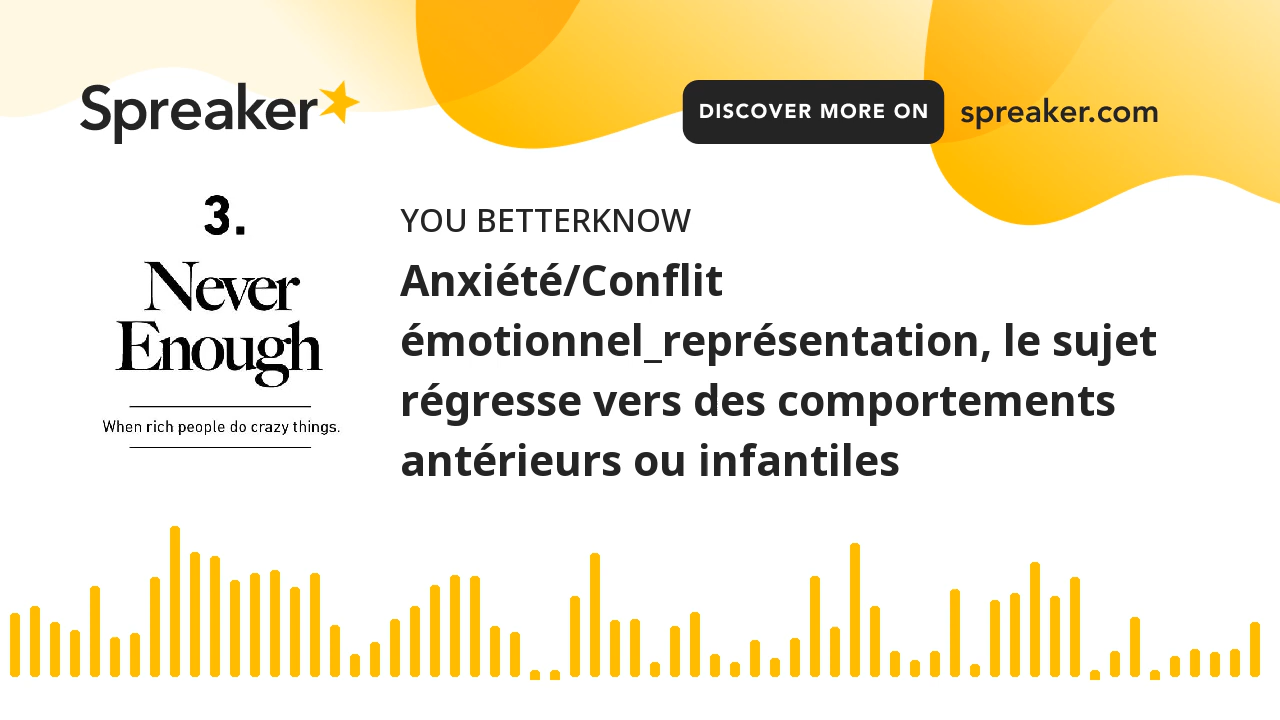 Spreaker
DISCOVER MORE ON spreaker.com
3.
Never
Enough
When rich people do crazy things.
YOU BETTERKNOW
Anxiété/Conflit
émotionnel_représentation, le sujet
régresse vers des comportements
antérieurs ou infantiles